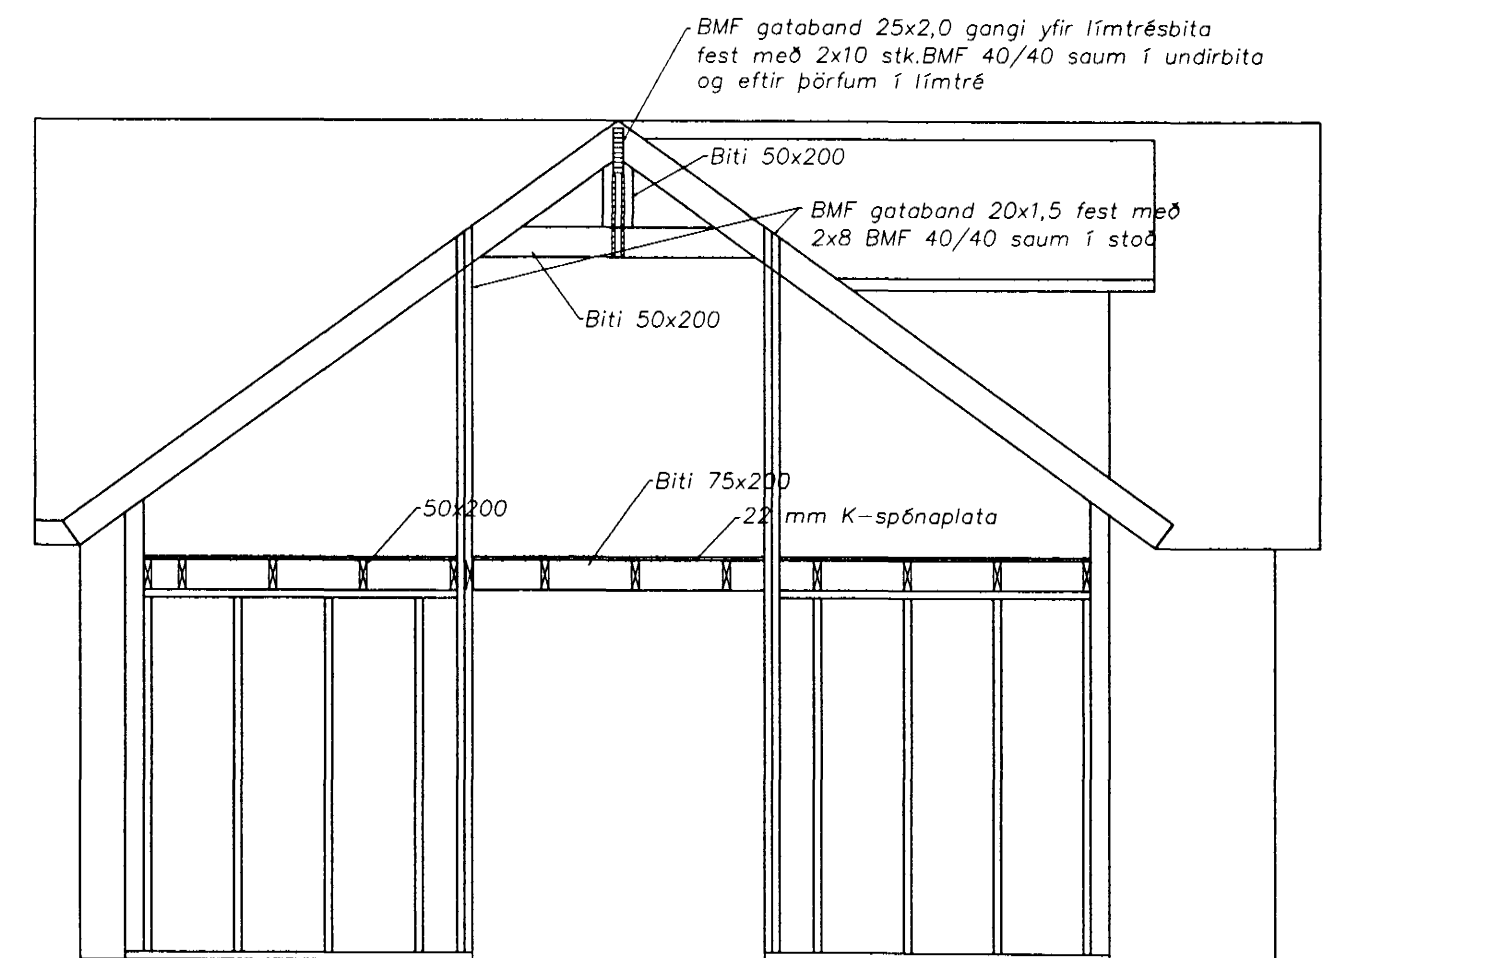 BMF gataband 25x2,0 gangi yfir límtrésbita
fest með 2x10 stk.BMF 40/40 saum í undirbita
og eftir þörfum í límtré
Biti 50x200
BMF gataband 20x1,5 fest með
2x8 BMF 40/40 saum í stoð
Biti 50x200
Biti 75x200
50x200
22 mm K-spónaplata